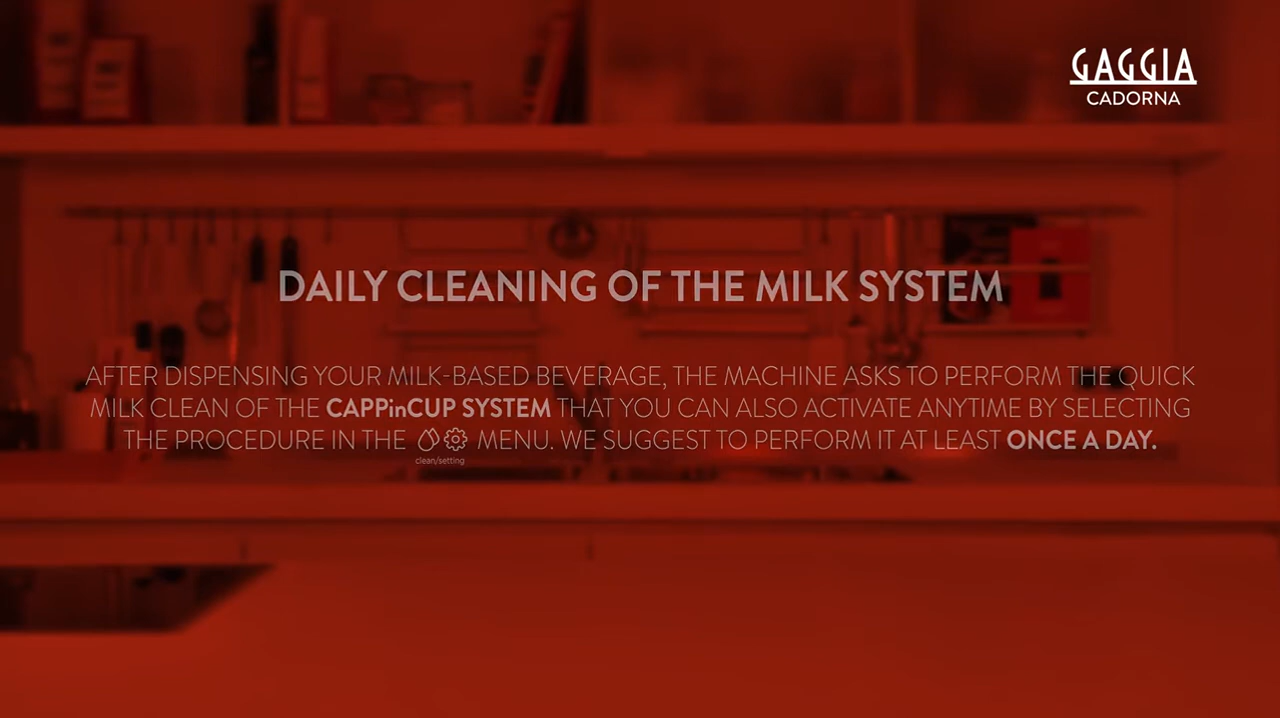 GAGGIA
CADORNA
DAILY CLEANING OF THE MILK SYSTEM
AFTER DISPENSING YOUR MILK-BASED BEVERAGE, THE MACHINE ASKS TO PERFORM THE QUICK
MILK CLEAN OF THE CAPPinCUP SYSTEM THAT YOU CAN ALSO ACTIVATE ANYTIME BY SELECTING
THE PROCEDURE IN THE MENU. WE SUGGEST TO PERFORM IT AT LEAST ONCE A DAY.
clean/setting